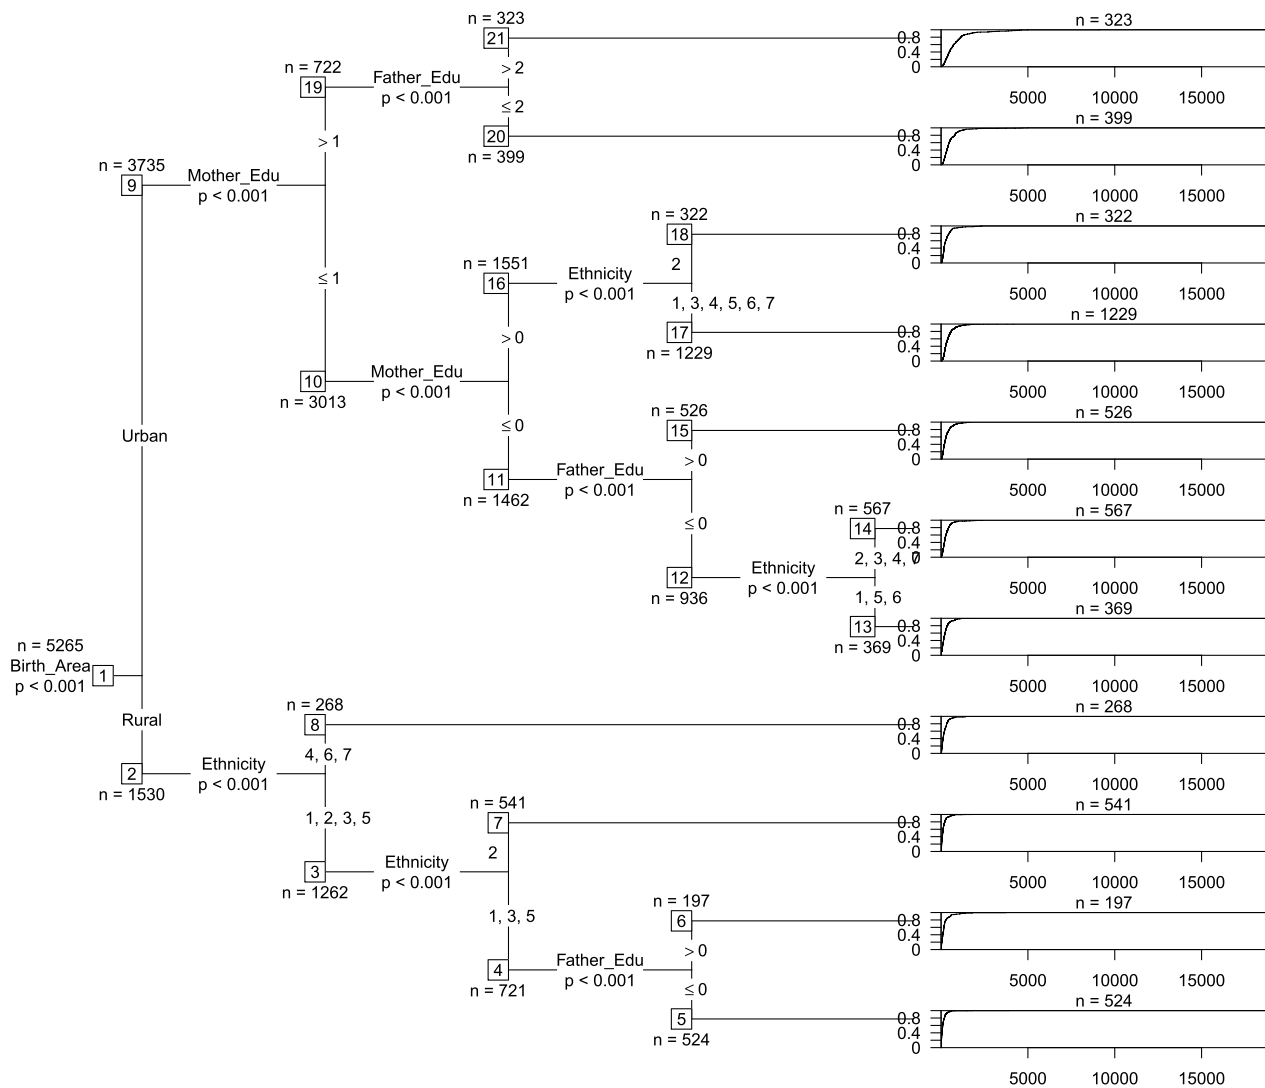 n = 323
21
> 2
≤ 2
20
n = 399
n = 722
19
Father_Edu
p < 0.001
> 1
n = 3735
9
Mother_Edu
p < 0.001
≤ 1
Urban
n = 322
18
2
n = 1551
16
Ethnicity
p < 0.001
1, 3, 4, 5, 6, 7
17
n = 1229
> 0
10
n = 3013
Mother_Edu
p < 0.001
≤ 0
n = 526
15
> 0
11
n = 1462
Father_Edu
p < 0.001
≤ 0
n = 567
14
2, 3, 4, 7
12
n = 936
Ethnicity
p < 0.001
1, 5, 6
13
n = 369
n = 5265
Birth_Area
p < 0.001
1
Rural
n = 268
8
4, 6, 7
2
n = 1530
Ethnicity
p < 0.001
1, 2, 3, 5
n = 541
7
2
3
n = 1262
Ethnicity
p < 0.001
1, 3, 5
n = 197
6
> 0
4
n = 721
Father_Edu
p < 0.001
≤ 0
5
n = 524
n = 323
0.8
0.4
0
5000 10000 15000
n = 399
0.8
0.4
0
5000 10000 15000
n = 322
0.8
0.4
0
5000 10000 15000
n = 1229
0.8
0.4
0
5000 10000 15000
n = 526
0.8
0.4
0
5000 10000 15000
n = 567
0.8
0.4
0
5000 10000 15000
n = 369
0.8
0.4
0
5000 10000 15000
n = 268
0.8
0.4
0
5000 10000 15000
n = 541
0.8
0.4
0
5000 10000 15000
n = 197
0.8
0.4
0
5000 10000 15000
n = 524
0.8
0.4
0
5000 10000 15000